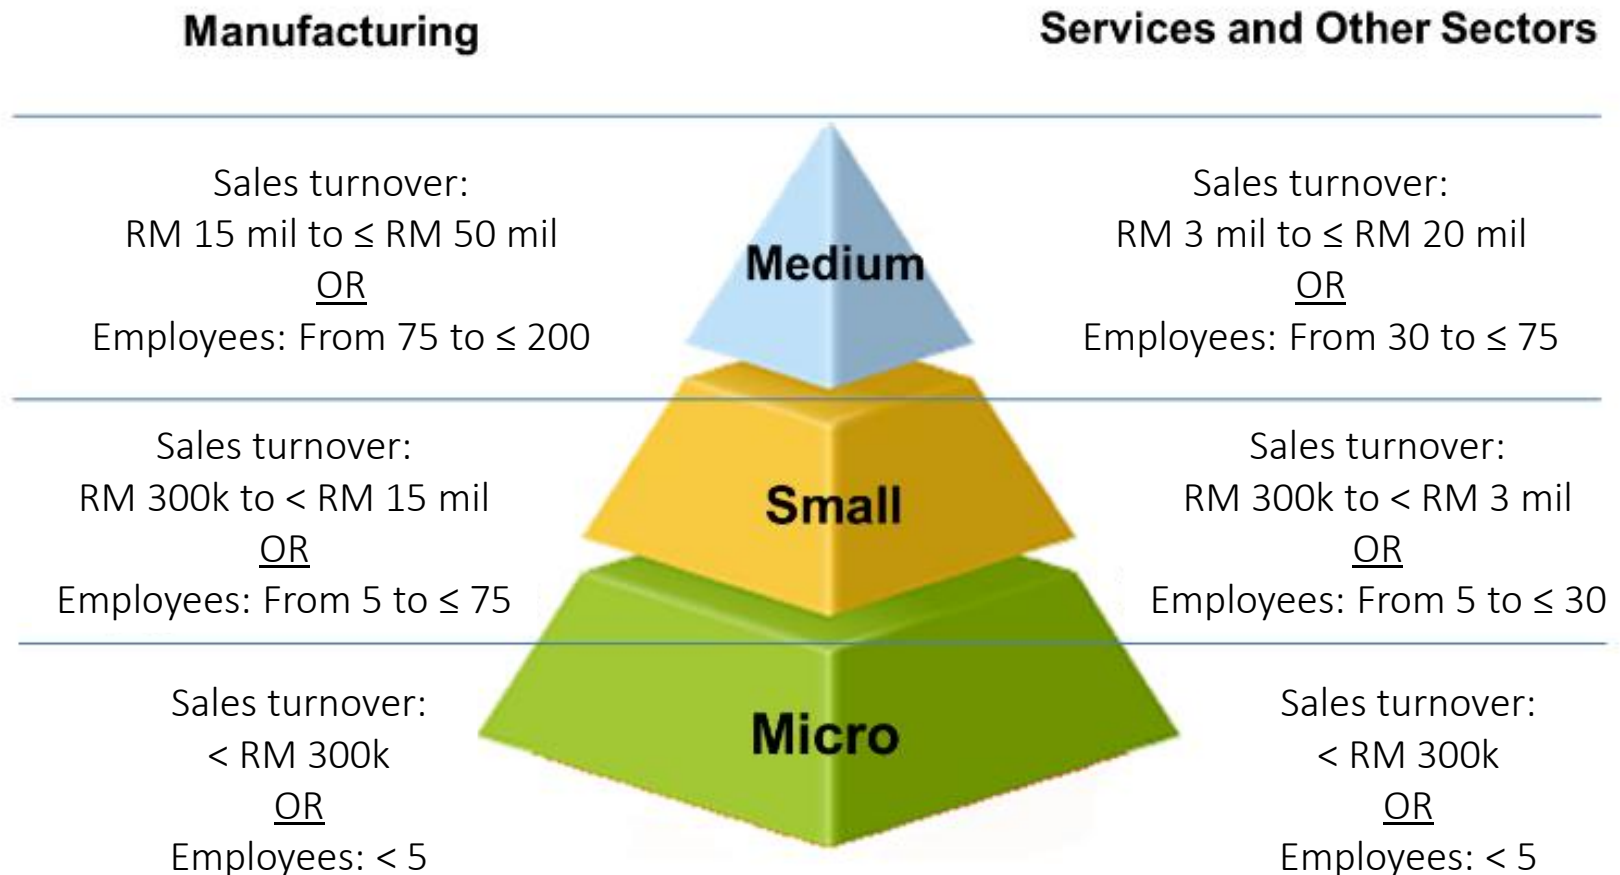 Manufacturing
Services and Other Sectors
Sales turnover:
RM 15 mil to ≤ RM 50 mil
OR
Employees: From 75 to ≤ 200
Medium
Sales turnover:
RM 3 mil to ≤ RM 20 mil
OR
Employees: From 30 to ≤ 75
Sales turnover:
RM 300k to < RM 15 mil
OR
Employees: From 5 to ≤ 75
Small
Sales turnover:
RM 300k to < RM 3 mil
OR
Employees: From 5 to ≤ 30
Sales turnover:
< RM 300k
OR
Employees: < 5
Micro
Sales turnover:
< RM 300k
OR
Employees: < 5